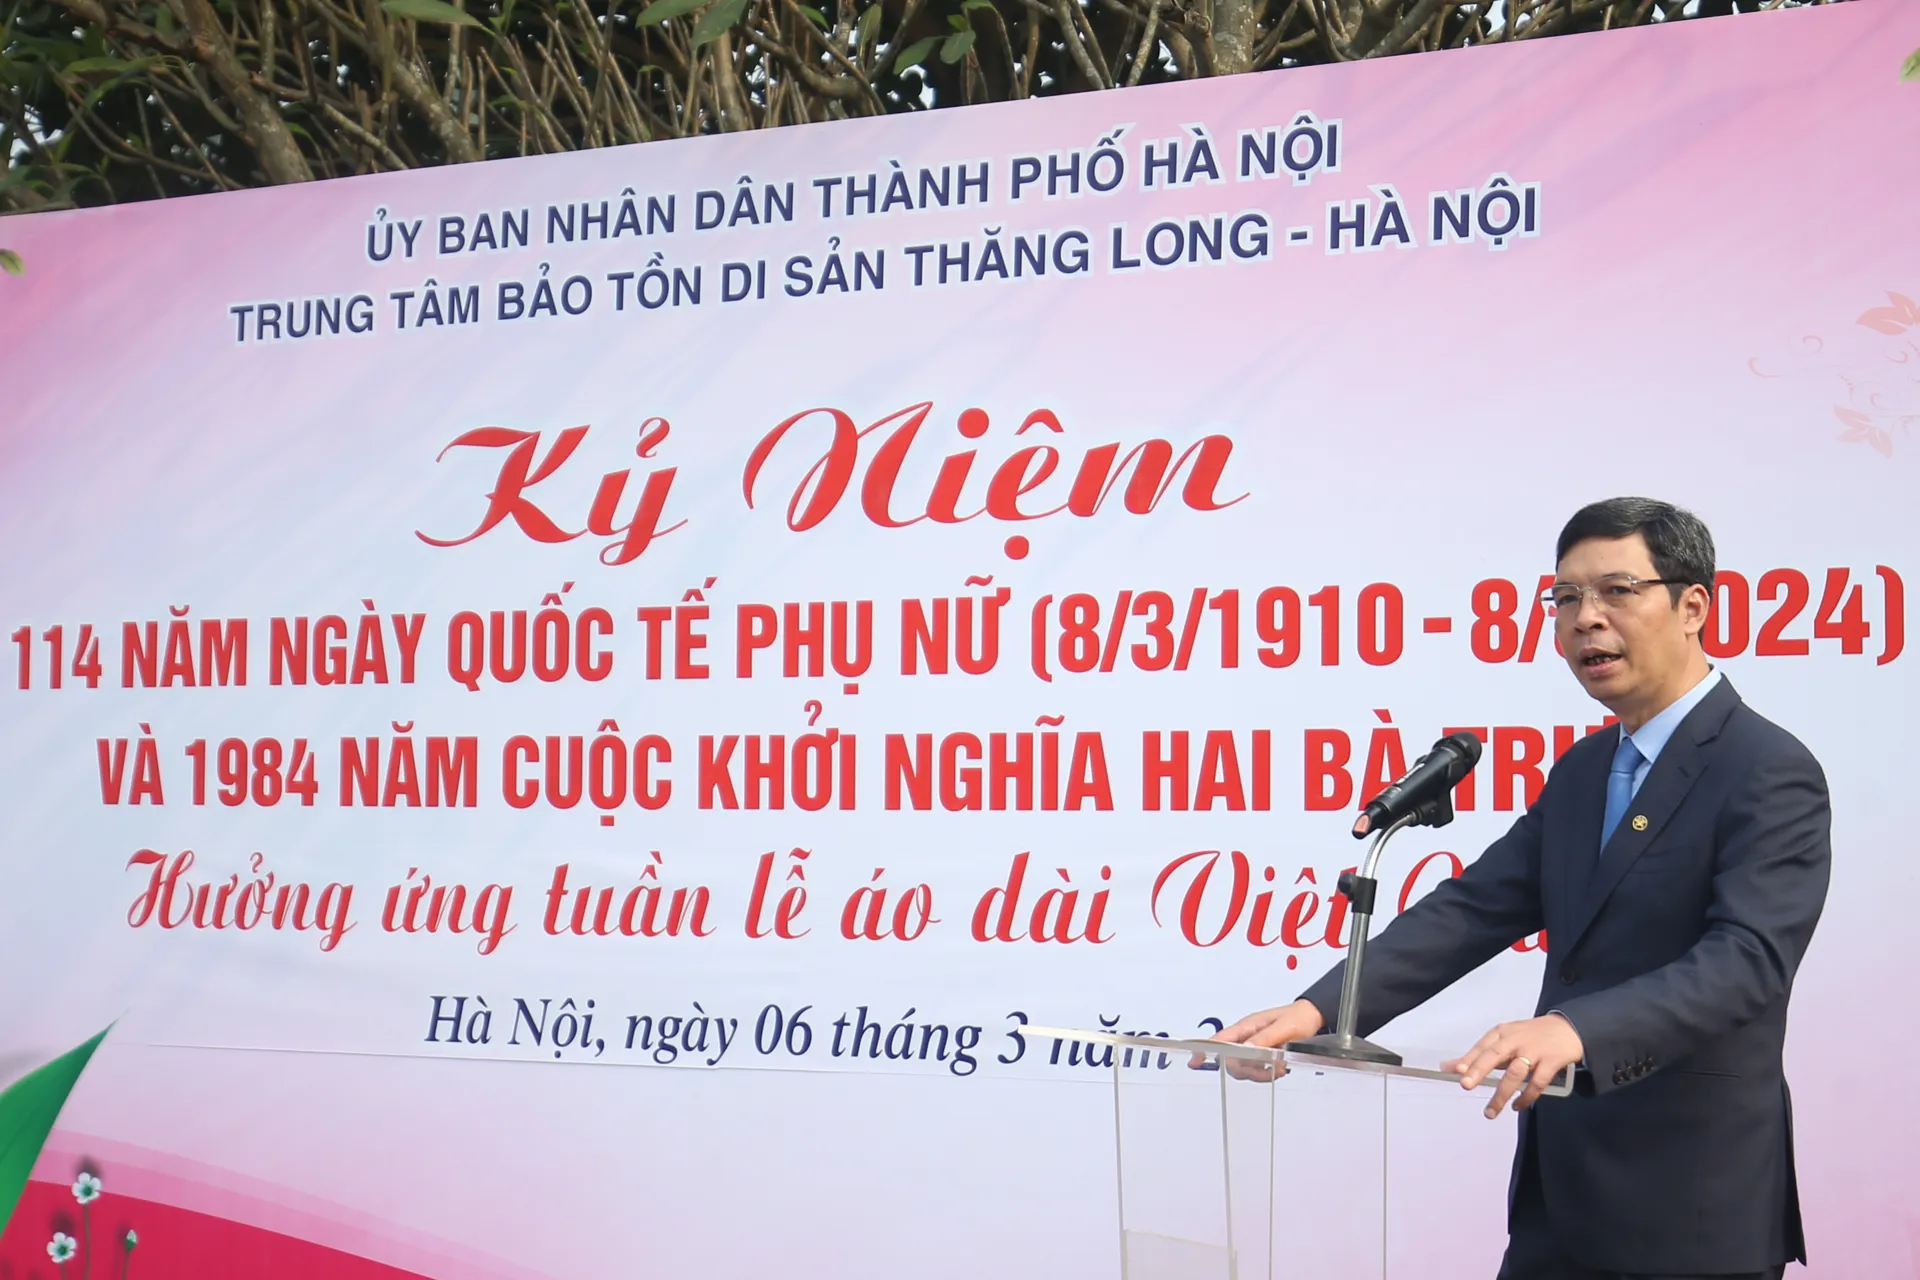 ỦY BAN NHÂN DÂN THÀNH PHỐ HÀ NỘI
TRUNG TÂM BẢO TỒN DI SẢN THĂNG LONG - HÀ NỘI
Kỷ Niệm
114 NĂM NGÀY QUỐC TẾ PHỤ NỮ (8/3/1910 - 8/ 024)
VÀ 1984 NĂM CUỘC KHỞI NGHĨA HAI BÀ
Hưởng ứng tuần lễ áo dài Việt
Hà Nội, ngày 06 tháng 3 năm